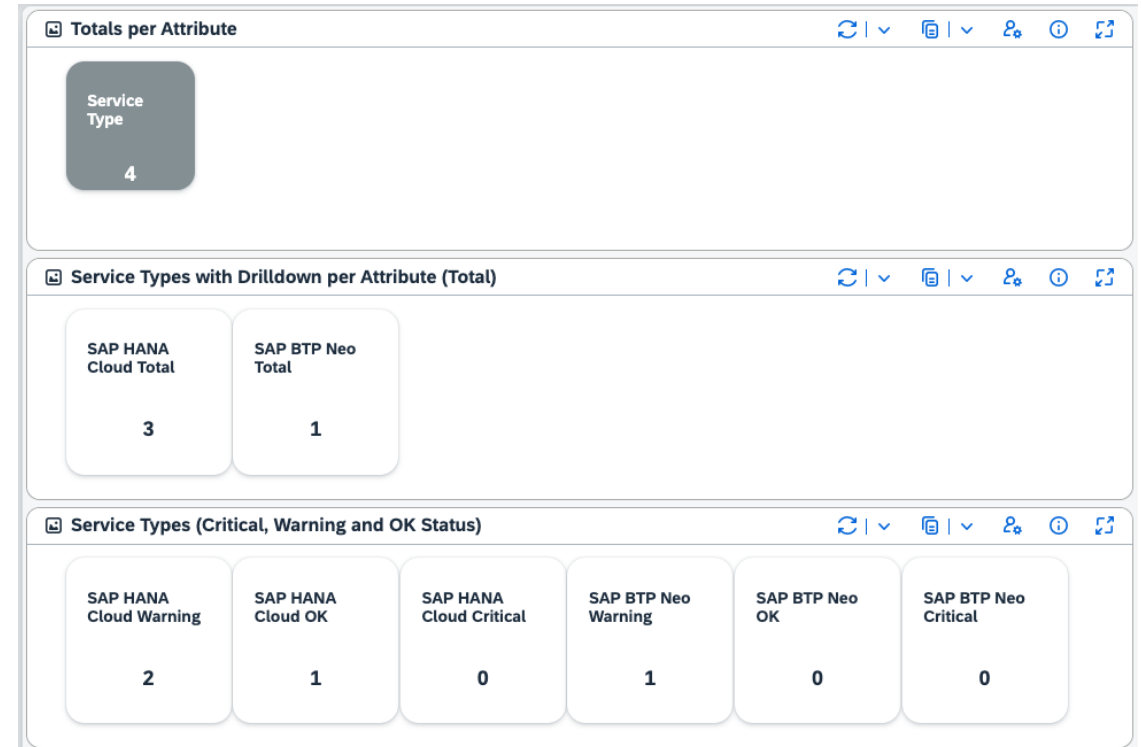 Totals per Attribute
Service
Type
4
Service Types with Drilldown per Attribute (Total)
SAP HANA
Cloud Total
3
SAP BTP Neo
Total
1
Service Types (Critical, Warning and OK Status)
SAP HANA
Cloud Warning
2
SAP HANA
Cloud OK
1
SAP HANA
Cloud Critical
0
SAP BTP Neo
Warning
1
SAP BTP Neo
OK
0
SAP BTP Neo
Critical
0